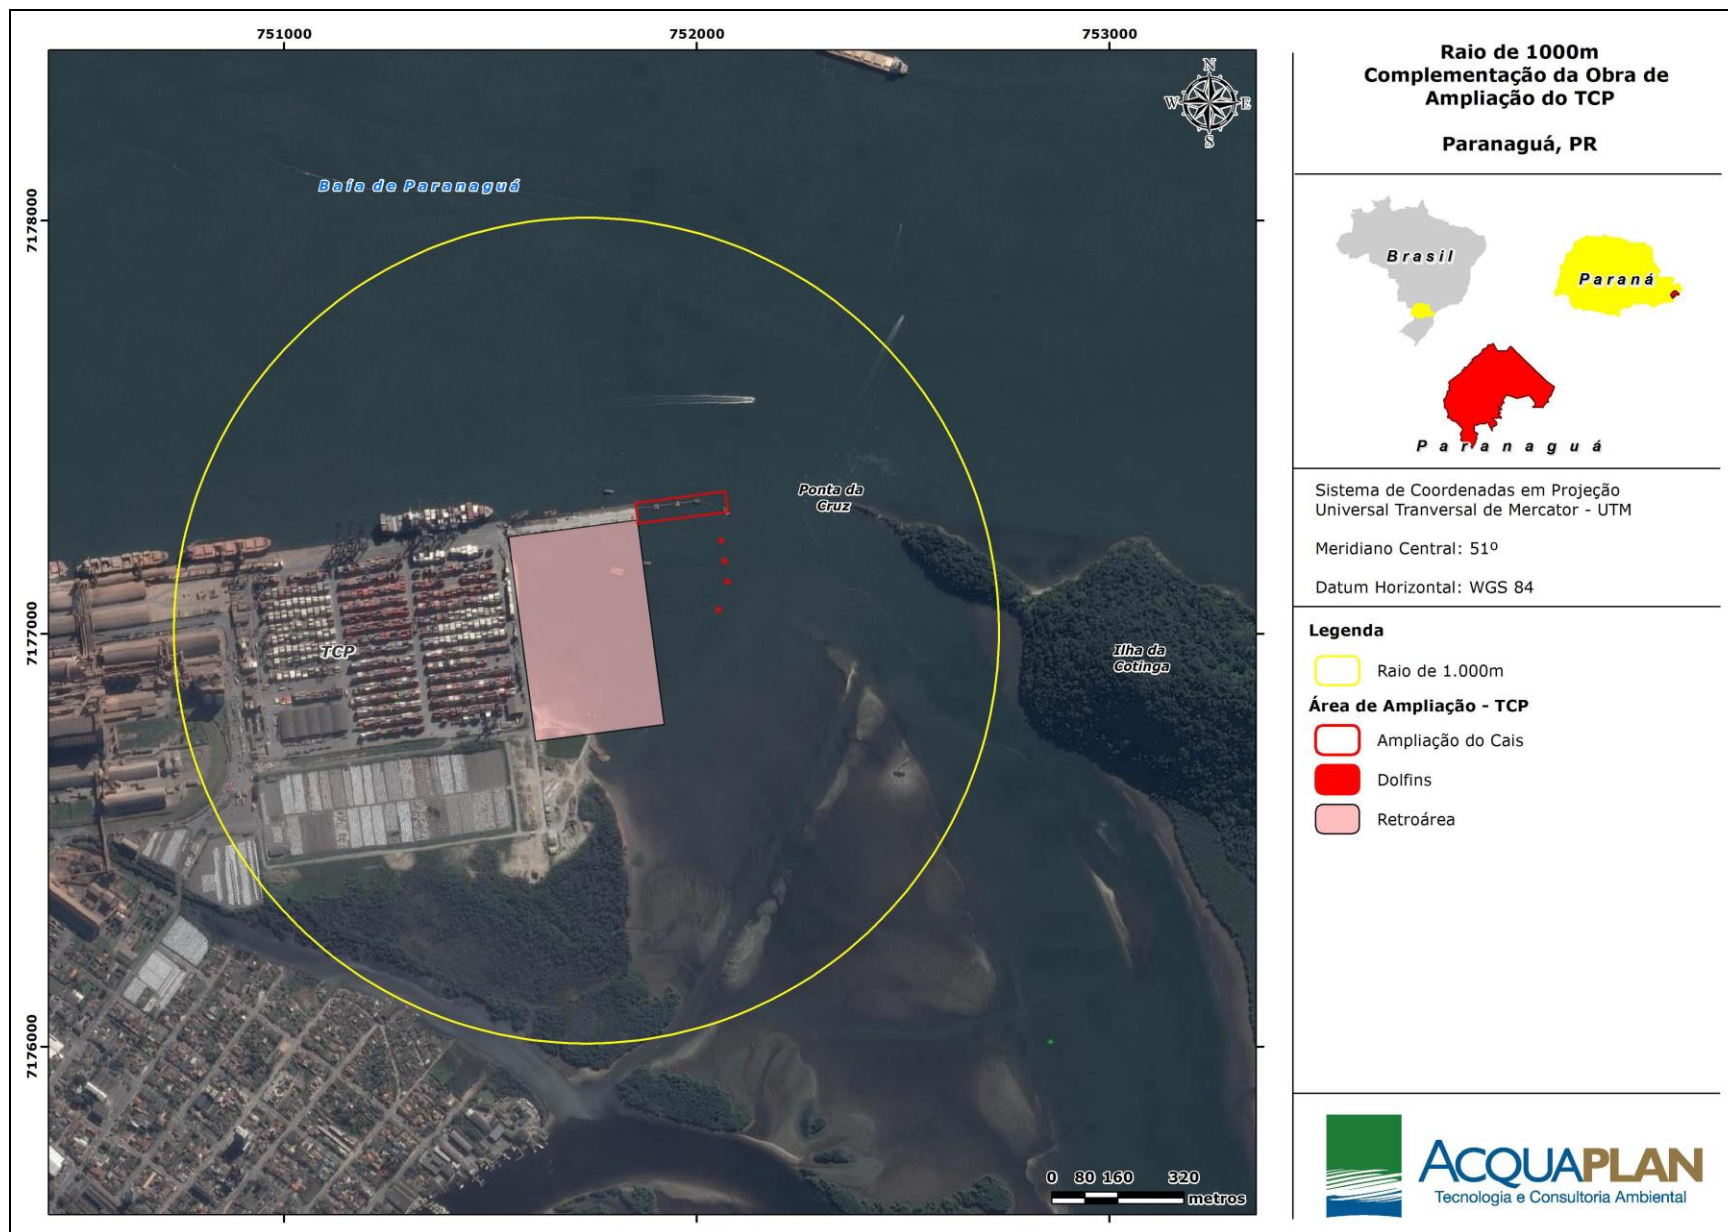 751000
752000
753000
7178000
7177000
7176000
N
W
E
S
Baía de Paranaguá
Ponta da
Cruz
TCP
Ilha da
Cotinga
0 80 160 320
metros
Raio de 1000m
Complementação da Obra de
Ampliação do TCP
Paranaguá, PR
Brasil
Paraná
Paranaguá
Sistema de Coordenadas em Projeção
Universal Tranversal de Mercator - UTM
Meridiano Central: 51º
Datum Horizontal: WGS 84
Legenda
Raio de 1.000m
Área de Ampliação - TCP
Ampliação do Cais
Dolfins
Retroárea
ACQUAPLAN
Tecnologia e Consultoria Ambiental